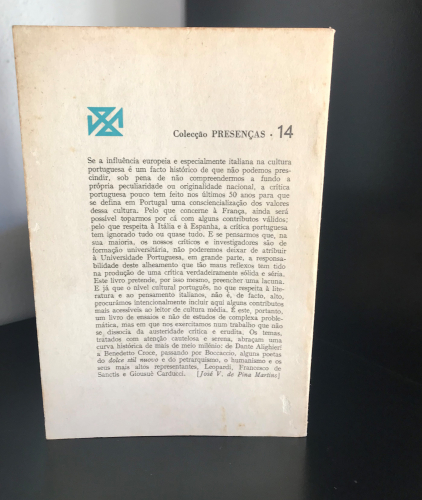 Colecção PRESENÇAS · 14
Se a influência europeia e especialmente italiana na cultura
portuguesa é um facto histórico de que não podemos pres-
cindir, sob pena de não compreendermos a fundo a
própria peculiaridade ou originalidade nacional, a crítica
portuguesa pouco tem feito nos últimos 50 anos para que
se defina em Portugal uma consciencialização dos valores
dessa cultura. Pelo que concerne à França, ainda será
possível toparmos por cá com alguns contributos válidos;
pelo que respeita à Itália e à Espanha, a crítica portuguesa
tem ignorado tudo ou quase tudo. E se pensarmos que, na
sua maioria, os nossos críticos e investigadores são de
formação universitária, não poderemos deixar de atribuir
à Universidade Portuguesa, em grande parte, a responsa-
bilidade deste alheamento que tão maus reflexos tem tido
na produção de uma crítica verdadeiramente sólida e séria.
Este livro pretende, por isso mesmo, preencher uma lacuna.
E já que o nível cultural português, no que respeita à lite-
ratura e ao pensamento italianos, não é, de facto, alto,
procurámos intencionalmente incluir aqui alguns contributos
mais acessíveis ao leitor de cultura média. É este, portanto,
um livro de ensaios e não de estudos de complexa proble-
mática, mas em que nos exercitamos num trabalho que não
se dissocia da austeridade crítica e erudita. Os temas,
tratados com atenção cautelosa e serena, abraçam uma
curva histórica de mais de meio milénio: de Dante Alighieri
a Benedetto Croce, passando por Boccaccio, alguns poetas
do dolce stil nuovo e do petrarquismo, o humanismo e os
seus mais altos representantes, Leopardi, Francesco de
Sanctis e Giosuè Carducci. [José V. de Pina Martins]